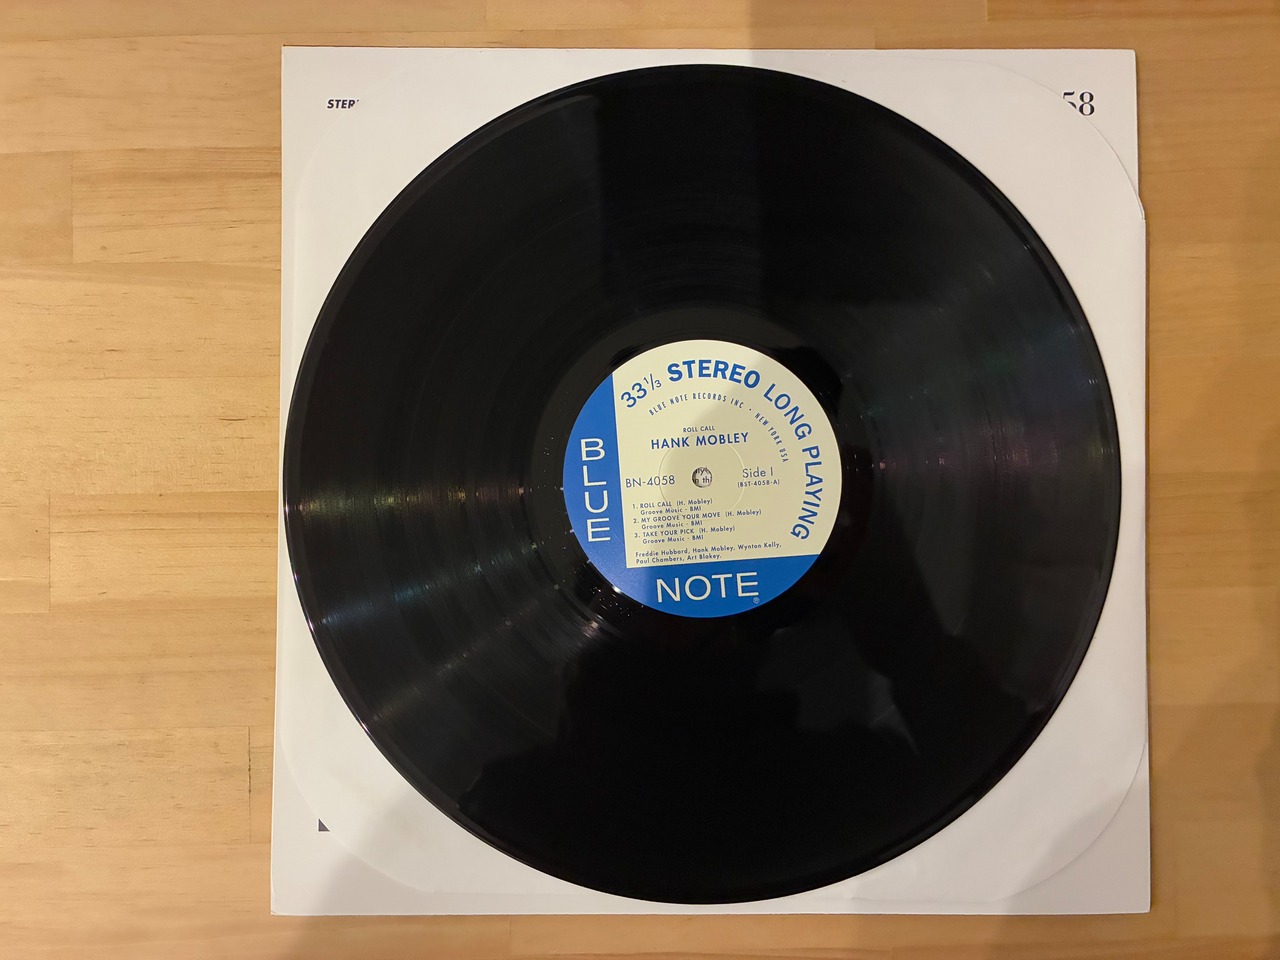 STER
58
33⅓ STEREO LONG PLAYING
BLUE NOTE RECORDS INC · NEW YORK USA
ROLL CALL
HANK MOBLEY
BN-4058
Side 1
(BST-4058-A)
1. ROLL CALL (H. Mobley)
Groove Music - BMI
2. MY GROOVE YOUR MOVE (H. Mobley)
Groove Music - BMI
3. TAKE YOUR PICK (H. Mobley)
Groove Music - BMI
Freddie Hubbard, Hank Mobley, Wynton Kelly,
Paul Chambers, Art Blakey.
BLUE
NOTE®